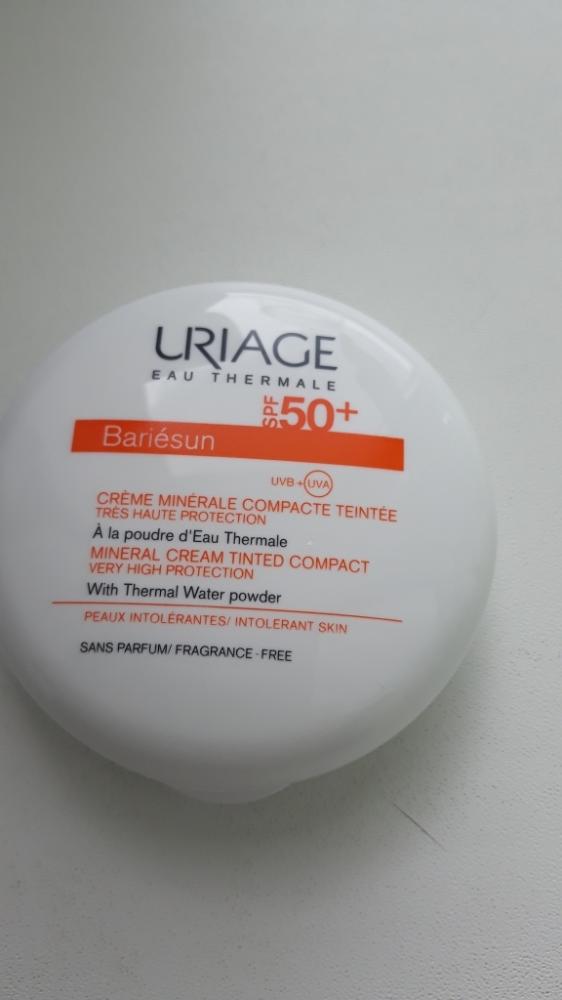 URIAGE
EAU THERMALE
SPF 50+
Bariésun
UVB + UVA
CRÈME MINÉRALE COMPACTE TEINTÉE
TRÈS HAUTE PROTECTION
À la poudre d'Eau Thermale
MINERAL CREAM TINTED COMPACT
VERY HIGH PROTECTION
With Thermal Water powder
PEAUX INTOLÉRANTES/ INTOLERANT SKIN
SANS PARFUM/ FRAGRANCE-FREE